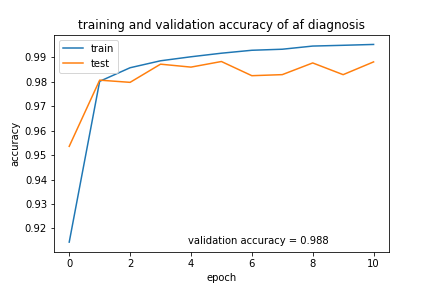 training and validation accuracy of af diagnosis
train
test
0.99
0.98
0.97
0.96
0.95
0.94
0.93
0.92
accuracy
validation accuracy = 0.988
0 2 4 6 8 10
epoch